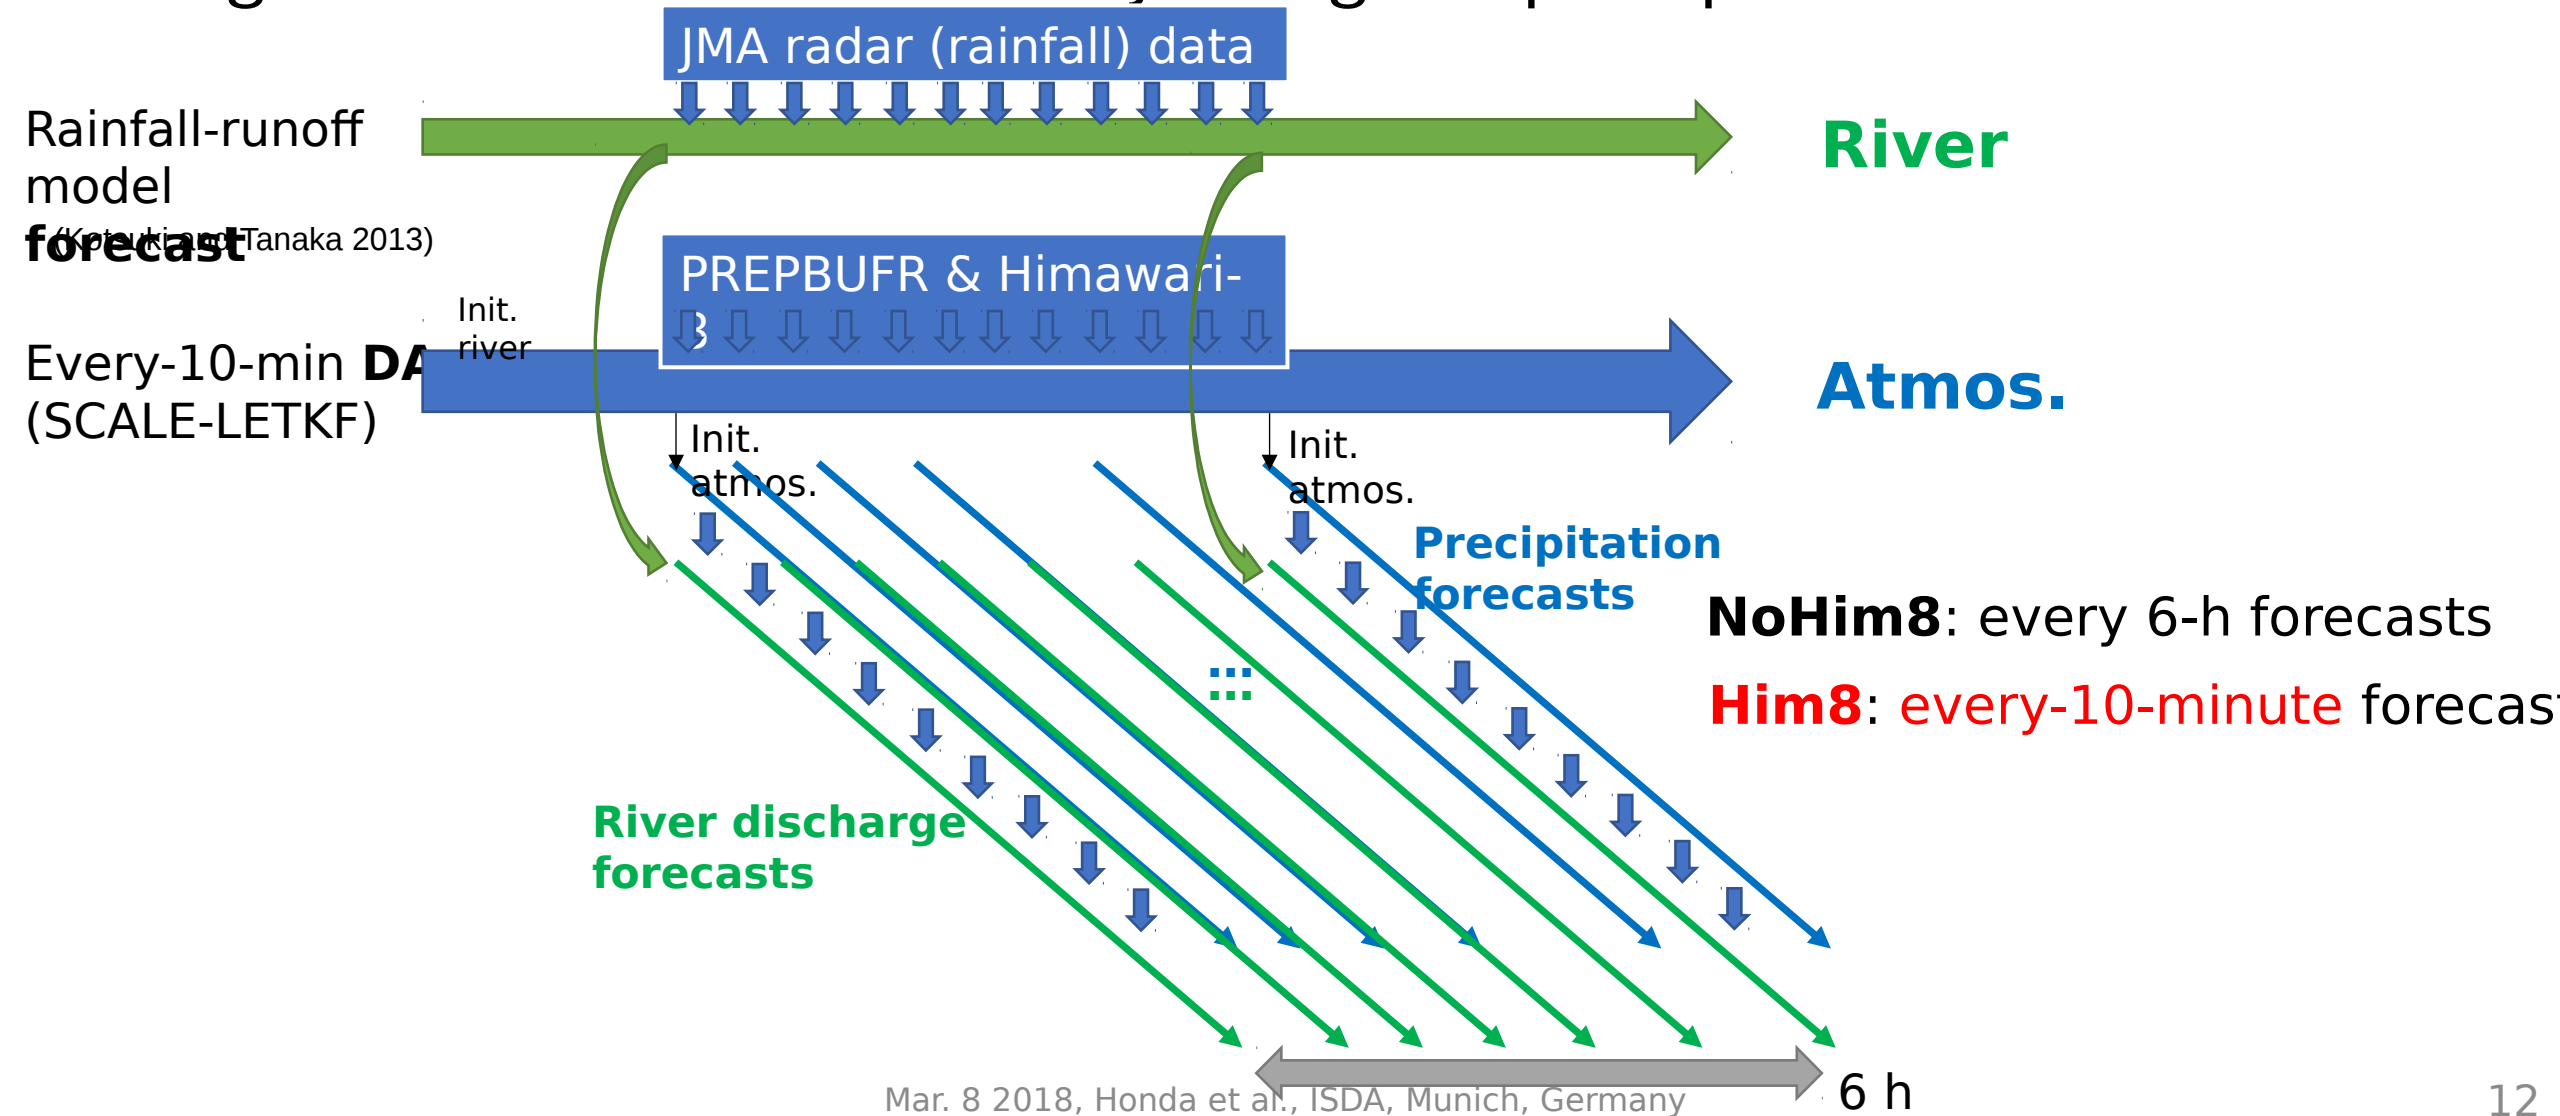 JMA radar (rainfall) data
Rainfall-runoff
model
forecast
(Kotsuki and Tanaka 2013)
River
PREPBUFR & Himawari-
8
Init.
river
Every-10-min DA
(SCALE-LETKF)
Atmos.
Init.
atmos.
Init.
atmos.
Precipitation
forecasts
NoHim8: every 6-h forecasts
Him8: every-10-minute forecast
...
...
River discharge
forecasts
6 h
Mar. 8 2018, Honda et al., ISDA, Munich, Germany
12